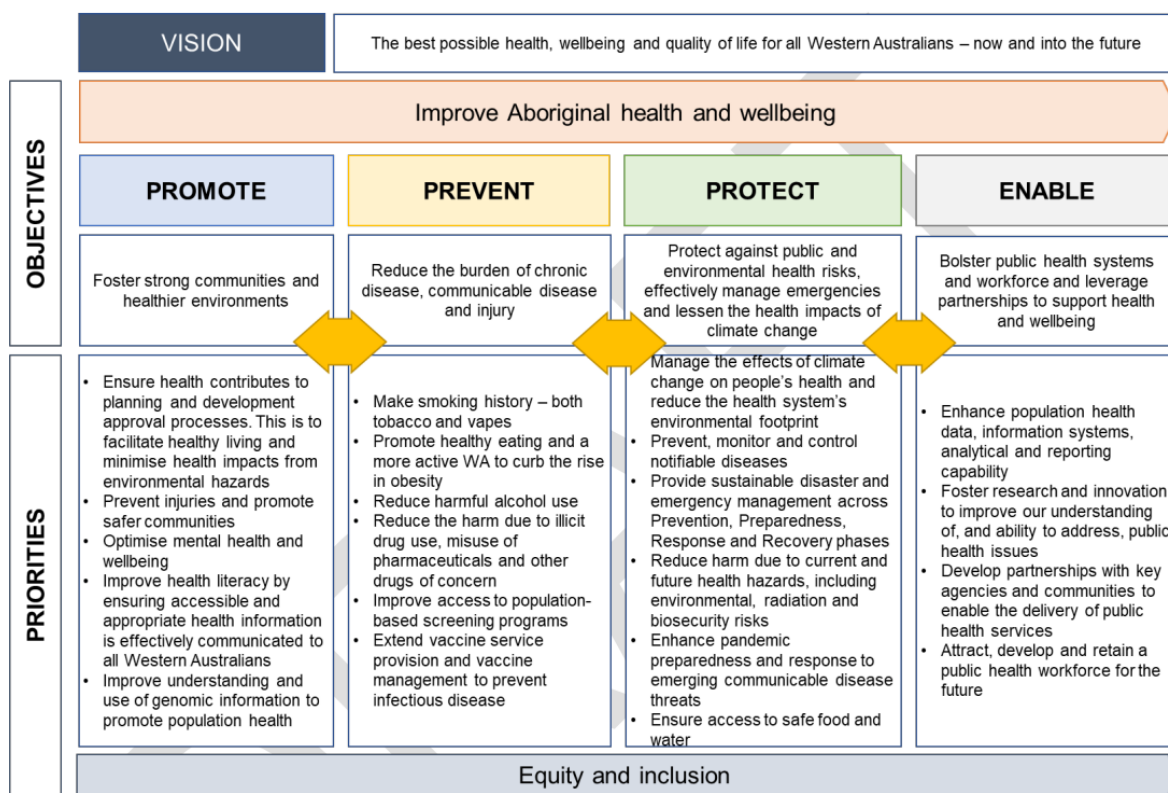 VISION
The best possible health, wellbeing and quality of life for all Western Australians – now and into the future
OBJECTIVES
Improve Aboriginal health and wellbeing
PROMOTE
PREVENT
PROTECT
ENABLE
Foster strong communities and
healthier environments
Reduce the burden of chronic
disease, communicable disease
and injury
Protect against public and
environmental health risks,
effectively manage emergencies
and lessen the health impacts of
climate change
Bolster public health systems
and workforce and leverage
partnerships to support health
and wellbeing
PRIORITIES
• Ensure health contributes to
planning and development
approval processes. This is to
facilitate healthy living and
minimise health impacts from
environmental hazards
• Prevent injuries and promote
safer communities
• Optimise mental health and
wellbeing
• Improve health literacy by
ensuring accessible and
appropriate health information
is effectively communicated to
all Western Australians
• Improve understanding and
use of genomic information to
promote population health
• Make smoking history – both
tobacco and vapes
• Promote healthy eating and a
more active WA to curb the rise
in obesity
• Reduce harmful alcohol use
• Reduce the harm due to illicit
drug use, misuse of
pharmaceuticals and other
drugs of concern
• Improve access to population-
based screening programs
• Extend vaccine service
provision and vaccine
management to prevent
infectious disease
Manage the effects of climate
change on people's health and
reduce the health system's
environmental footprint
• Prevent, monitor and control
notifiable diseases
• Provide sustainable disaster and
emergency management across
Prevention, Preparedness,
Response and Recovery phases
• Reduce harm due to current and
future health hazards, including
environmental, radiation and
biosecurity risks
• Enhance pandemic
preparedness and response to
emerging communicable disease
threats
• Ensure access to safe food and
water
• Enhance population health
data, information systems,
analytical and reporting
capability
• Foster research and innovation
to improve our understanding
of, and ability to address, public
health issues
• Develop partnerships with key
agencies and communities to
enable the delivery of public
health services
• Attract, develop and retain a
public health workforce for the
future
Equity and inclusion